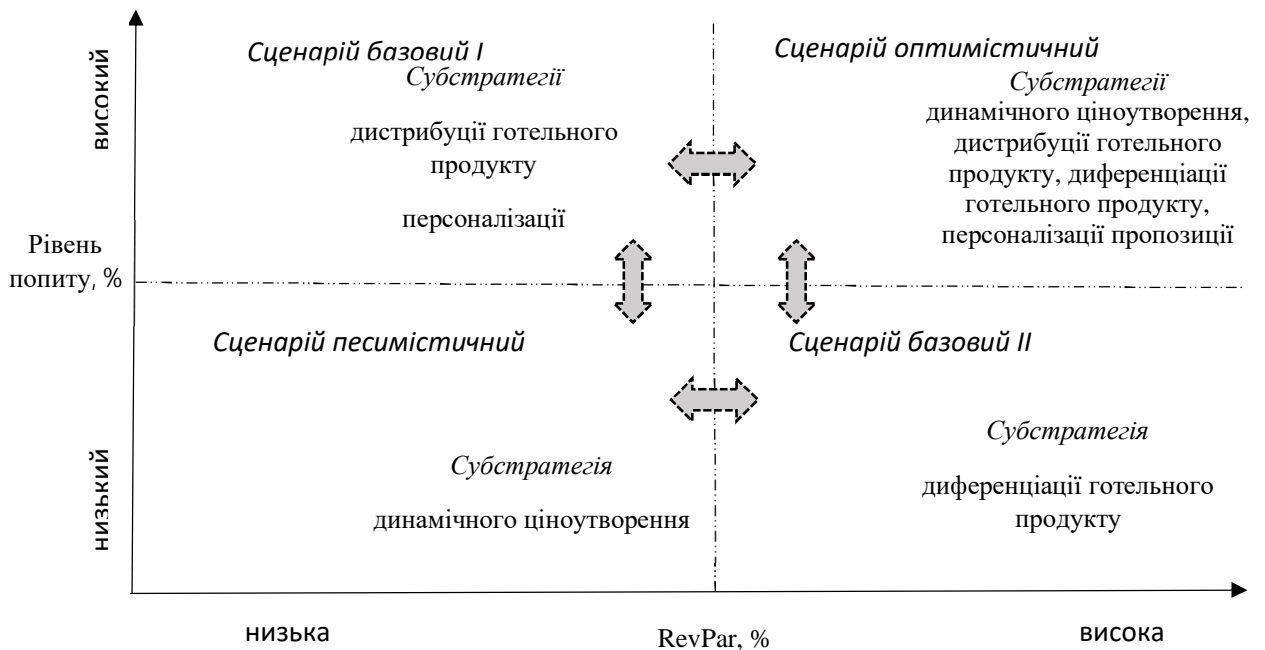 Сценарій базовий I
Субстратегії
дистрибуції готельного
продукту
персоналізації
Сценарій оптимістичний
Субстратегії
динамічного ціноутворення,
дистрибуції готельного
продукту, диференціації
готельного продукту,
персоналізації пропозиції
високий
Рівень
попиту, %
Сценарій песимістичний
Субстратегія
динамічного ціноутворення
Сценарій базовий II
Субстратегія
диференціації готельного
продукту
низький
низька
RevPar, %
висока